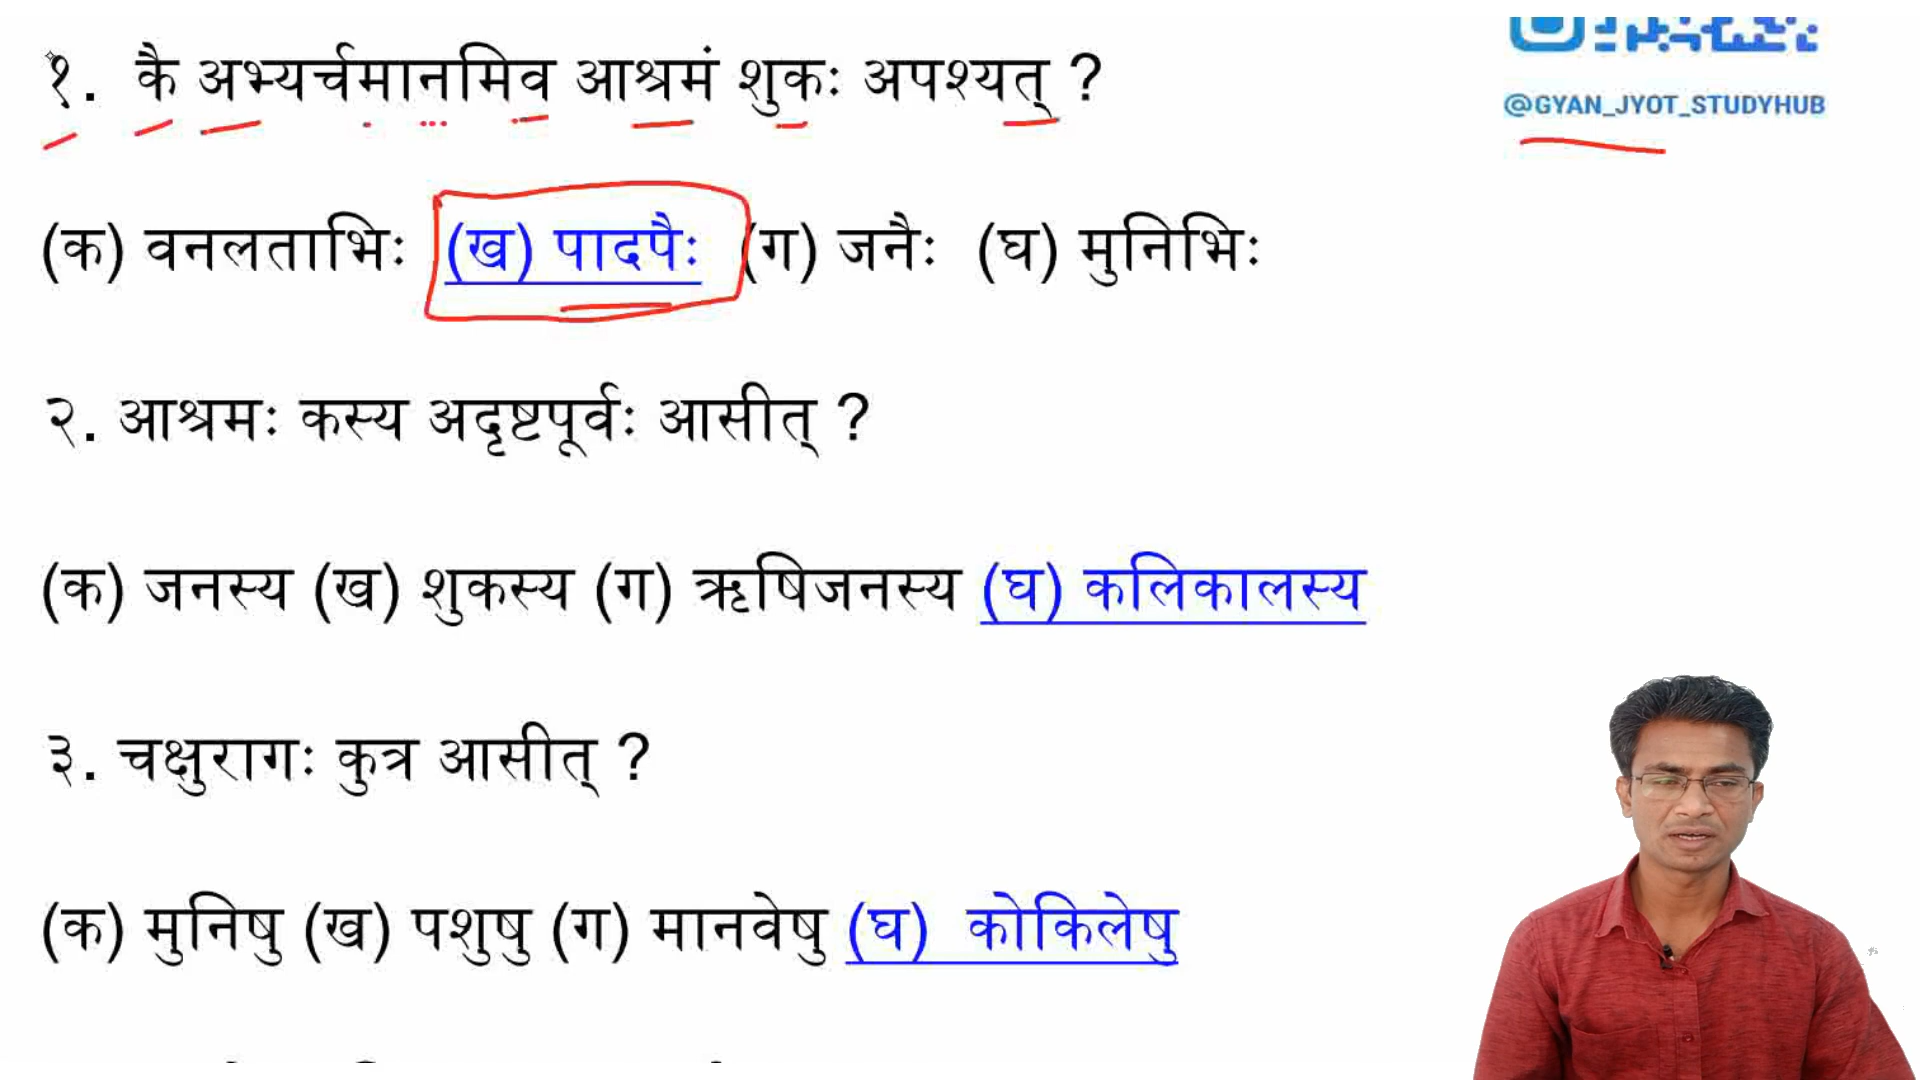 १. कै अभ्यर्चमानमिव आश्रमं शुकः अपश्यत् ?
@GYAN_JYOT_STUDYHUB
(क) वनलताभिः (ख) पादपैः (ग) जनैः (घ) मुनिभिः
२. आश्रमः कस्य अदृष्टपूर्वः आसीत् ?
(क) जनस्य (ख) शुकस्य (ग) ऋषिजनस्य (घ) कलिकालस्य
३. चक्षुरागः कुत्र आसीत् ?
(क) मुनिषु (ख) पशुषु (ग) मानवेषु (घ) कोकिलेषु